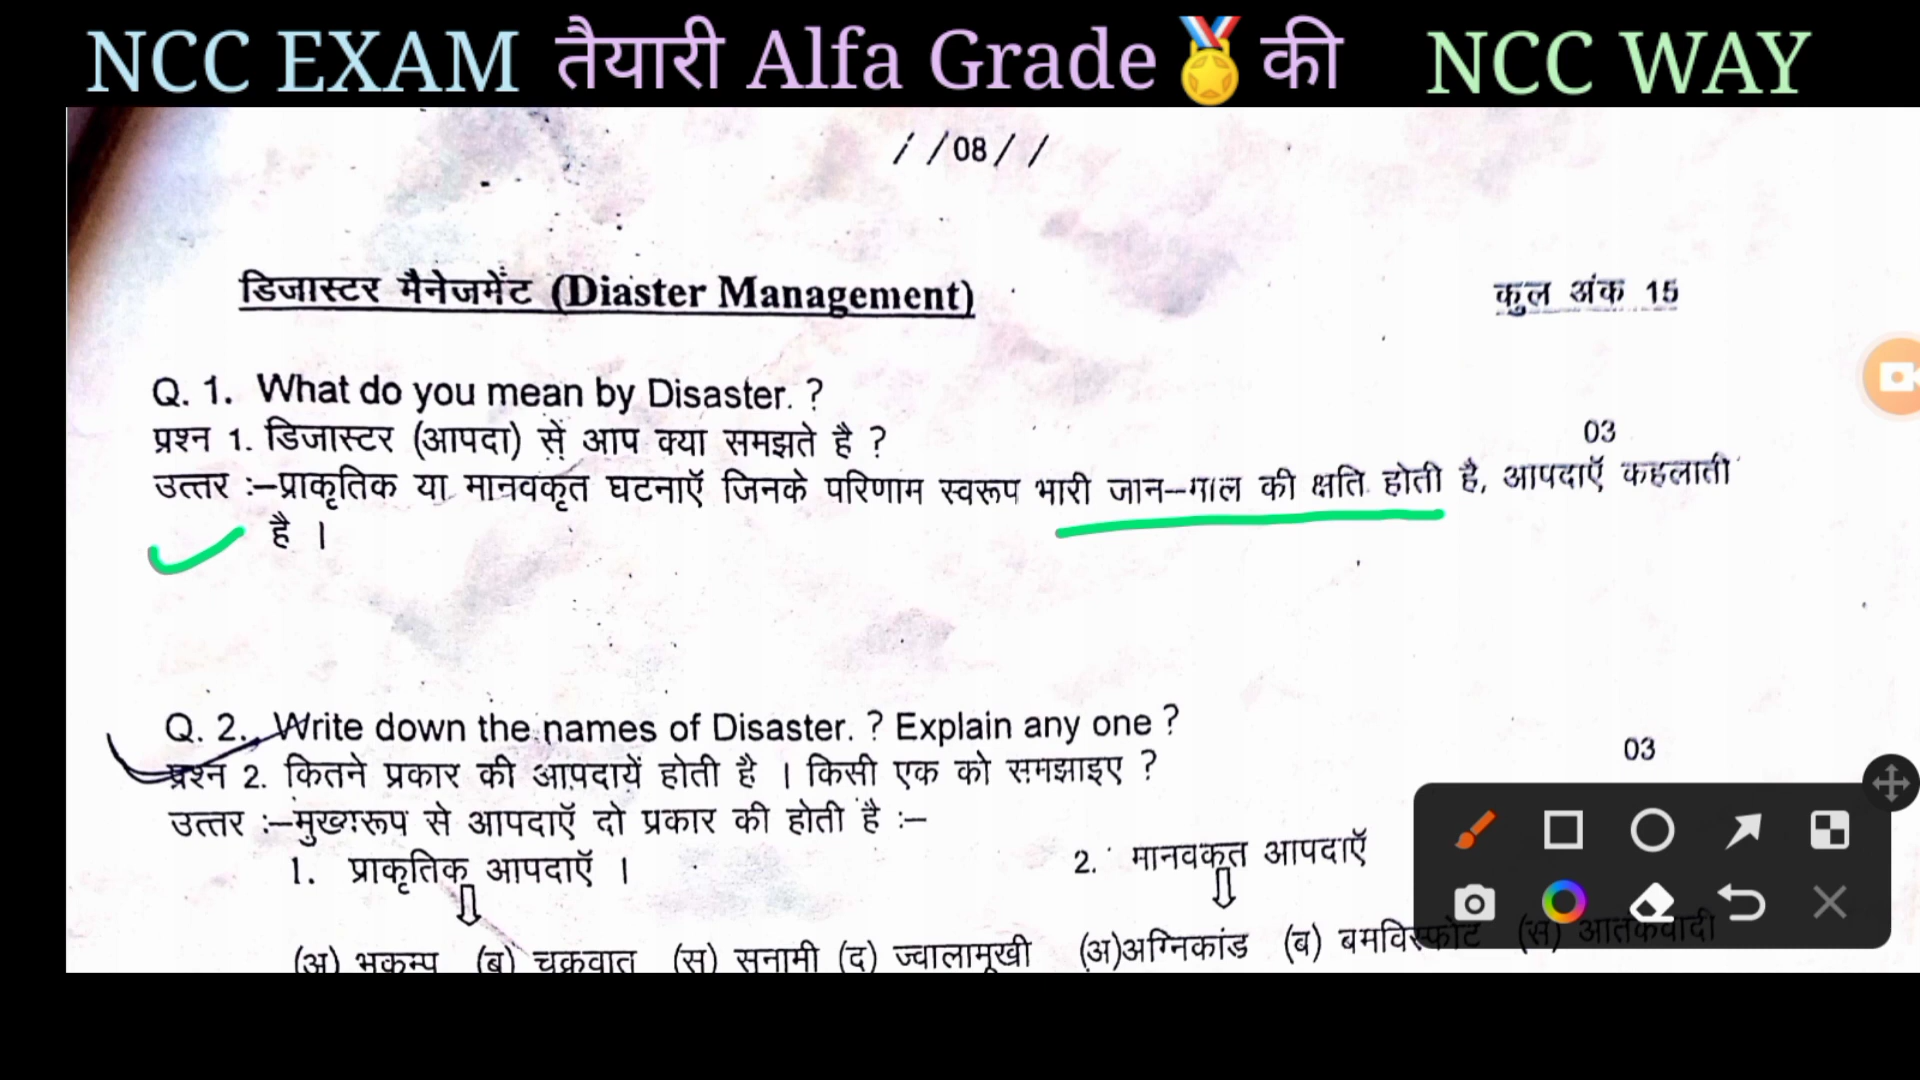 NCC EXAM तैयारी Alfa Grade🏅की NCC WAY
/ /08/ /
डिजास्टर मैनेजमेंट (Diaster Management) कुल अंक 15
Q. 1. What do you mean by Disaster. ?
प्रश्न 1. डिजास्टर (आपदा) सें आप क्या समझते है ? 03
उत्तर :–प्राकृतिक या मानवकृत घटनाऍ जिनके परिणाम स्वरूप भारी जान–माल की क्षति होती है, आपदाऍ कहलाती
है ।
Q. 2. Write down the names of Disaster. ? Explain any one ?
प्रश्न 2. कितने प्रकार की आपदायें होती है । किसी एक को समझाइए ? 03
उत्तर :–मुख्यरूप से आपदाऍ दो प्रकार की होती है :–
1. प्राकृतिक आपदाऍ । 2. मानवकृत आपदाऍ
(अ) भूकम्प (ब) चक्रवात (स) सुनामी (द) ज्वालामूखी (अ)अग्निकांड (ब) बमविस्फोट (स) आतंकवादी